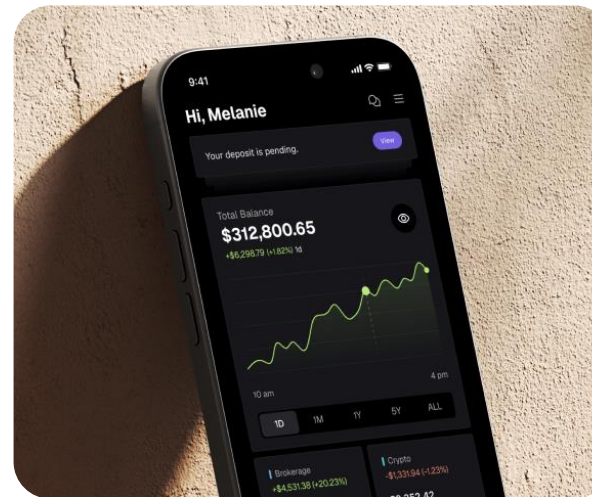 9:41
Hi, Melanie
Your deposit is pending.
View
Total Balance
$312,800.65
+$6,298.79 (+1.82%) 1d
10 am
4 pm
1D 1M 1Y 5Y ALL
Brokerage
+$4,531.38 (+20.23%)
Crypto
-$1,331.94 (-1.23%)